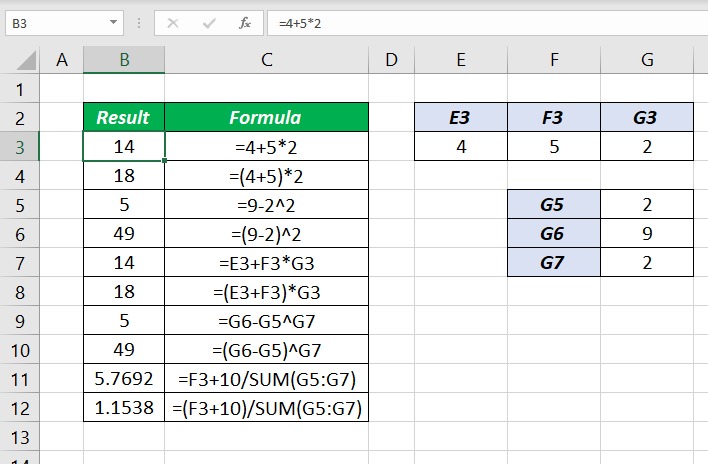 B3 fx =4+5*2
A B C D E F G
1
2 Result Formula E3 F3 G3
3 14 =4+5*2 4 5 2
4 18 =(4+5)*2
5 5 =9-2^2 G5 2
6 49 =(9-2)^2 G6 9
7 14 =E3+F3*G3 G7 2
8 18 =(E3+F3)*G3
9 5 =G6-G5^G7
10 49 =(G6-G5)^G7
11 5.7692 =F3+10/SUM(G5:G7)
12 1.1538 =(F3+10)/SUM(G5:G7)
13
14